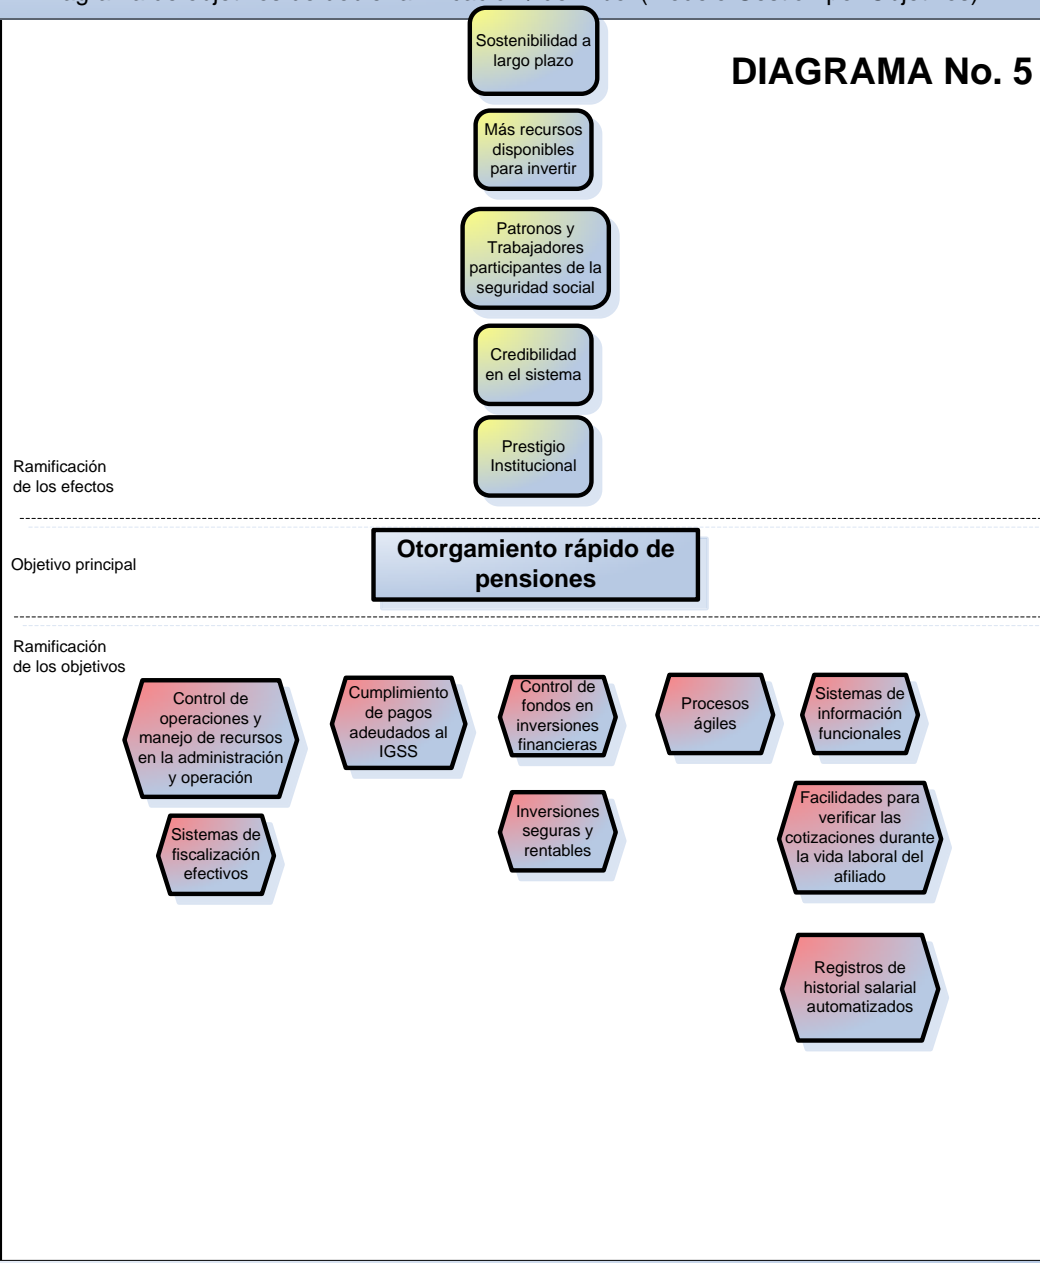 Sostenibilidad a
largo plazo
DIAGRAMA No. 5
Más recursos
disponibles
para invertir
Patronos y
Trabajadores
participantes de la
seguridad social
Credibilidad
en el sistema
Prestigio
Institucional
Ramificación
de los efectos
Objetivo principal
Otorgamiento rápido de
pensiones
Ramificación
de los objetivos
Control de
operaciones y
manejo de recursos
en la administración
y operación
Cumplimiento
de pagos
adeudados al
IGSS
Control de
fondos en
inversiones
financieras
Procesos
ágiles
Sistemas de
información
funcionales
Sistemas de
fiscalización
efectivos
Inversiones
seguras y
rentables
Facilidades para
verificar las
cotizaciones durante
la vida laboral del
afiliado
Registros de
historial salarial
automatizados